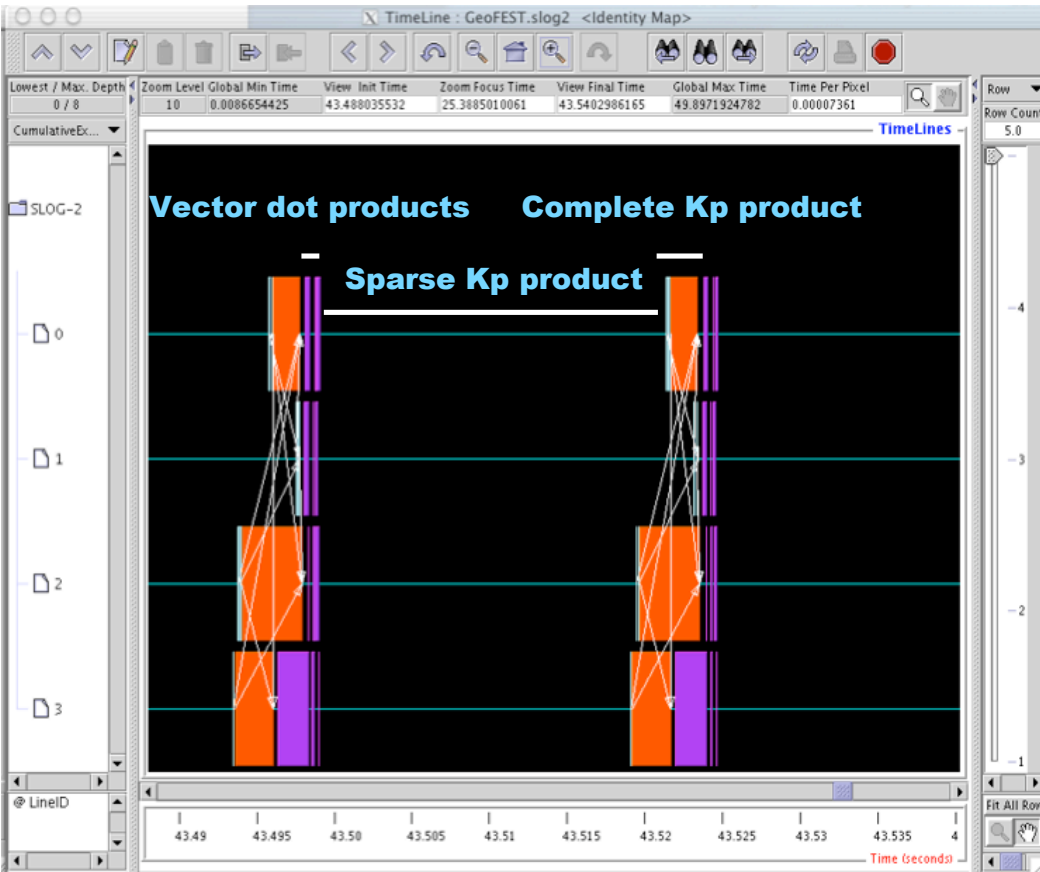 TimeLine : GeoFEST.slog2 <Identity Map>
Lowest / Max. Depth
0 / 8
Zoom Level
10
Global Min Time
0.0086654425
View Init Time
43.488035532
Zoom Focus Time
25.3885010061
View Final Time
43.5402986165
Global Max Time
49.8971924782
Time Per Pixel
0.00007361
Row
Row Count
5.0
CumulativeEx...
TimeLines
SLOG-2
0
1
2
3
Vector dot products
Complete Kp product
Sparse Kp product
4
3
2
1
@ LineID
Fit All Row
43.49 43.495 43.50 43.505 43.51 43.515 43.52 43.525 43.53 43.535 4
Time (seconds)